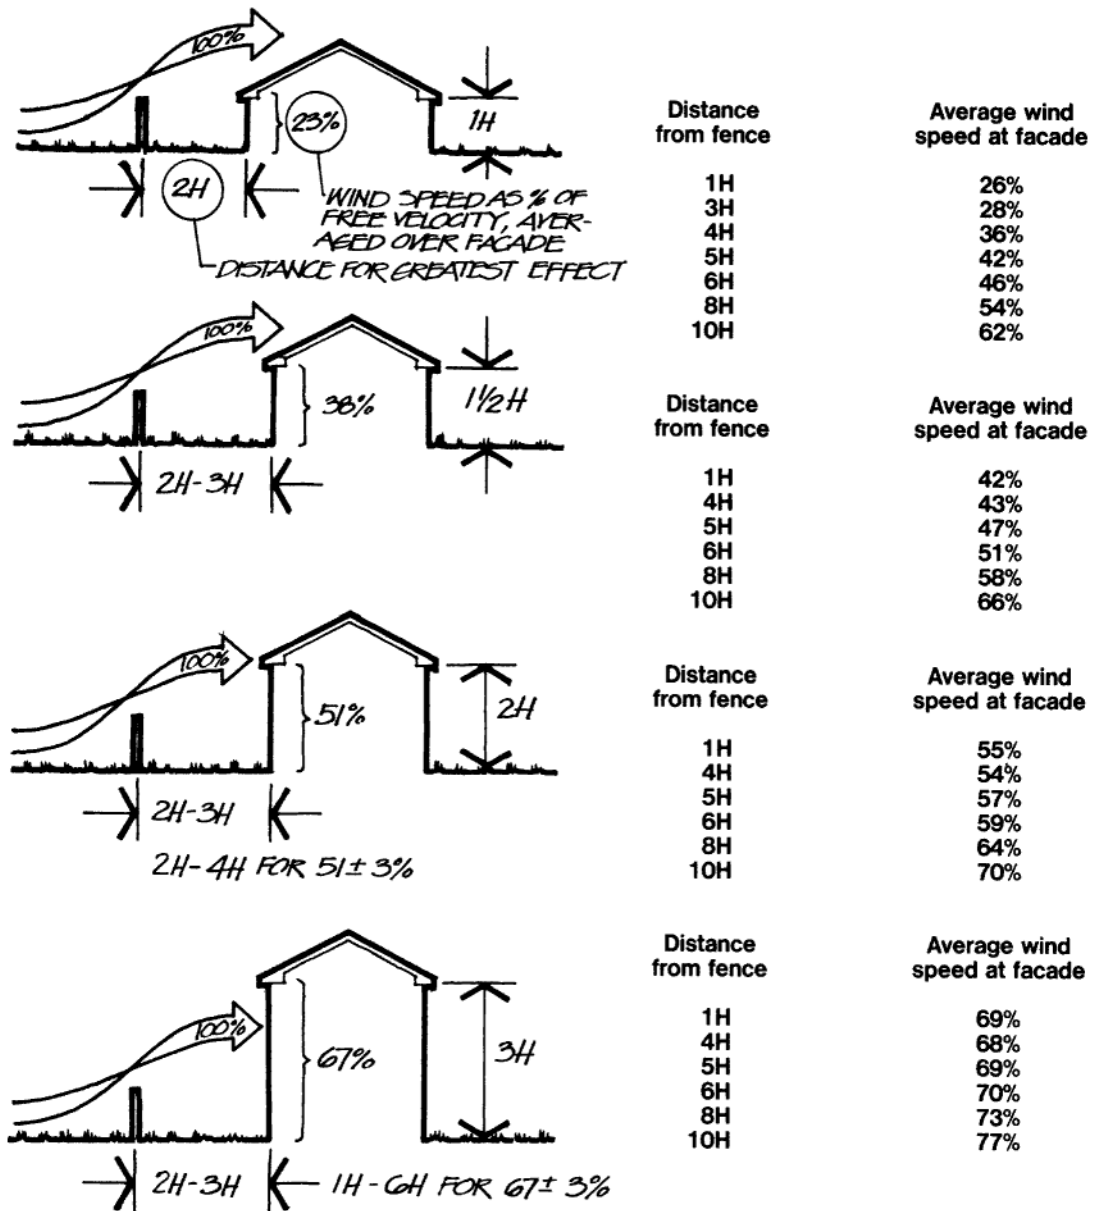 100%
23%
1H
2H
WIND SPEED AS % OF
FREE VELOCITY, AVER-
AGED OVER FACADE
DISTANCE FOR GREATEST EFFECT
Distance from fence Average wind speed at facade
1H 26%
3H 28%
4H 36%
5H 42%
6H 46%
8H 54%
10H 62%
100%
38%
1½H
2H-3H
Distance from fence Average wind speed at facade
1H 42%
4H 43%
5H 47%
6H 51%
8H 58%
10H 66%
100%
51%
2H
2H-3H
2H-4H FOR 51± 3%
Distance from fence Average wind speed at facade
1H 55%
4H 54%
5H 57%
6H 59%
8H 64%
10H 70%
100%
67%
3H
2H-3H
1H-6H FOR 67± 3%
Distance from fence Average wind speed at facade
1H 69%
4H 68%
5H 69%
6H 70%
8H 73%
10H 77%